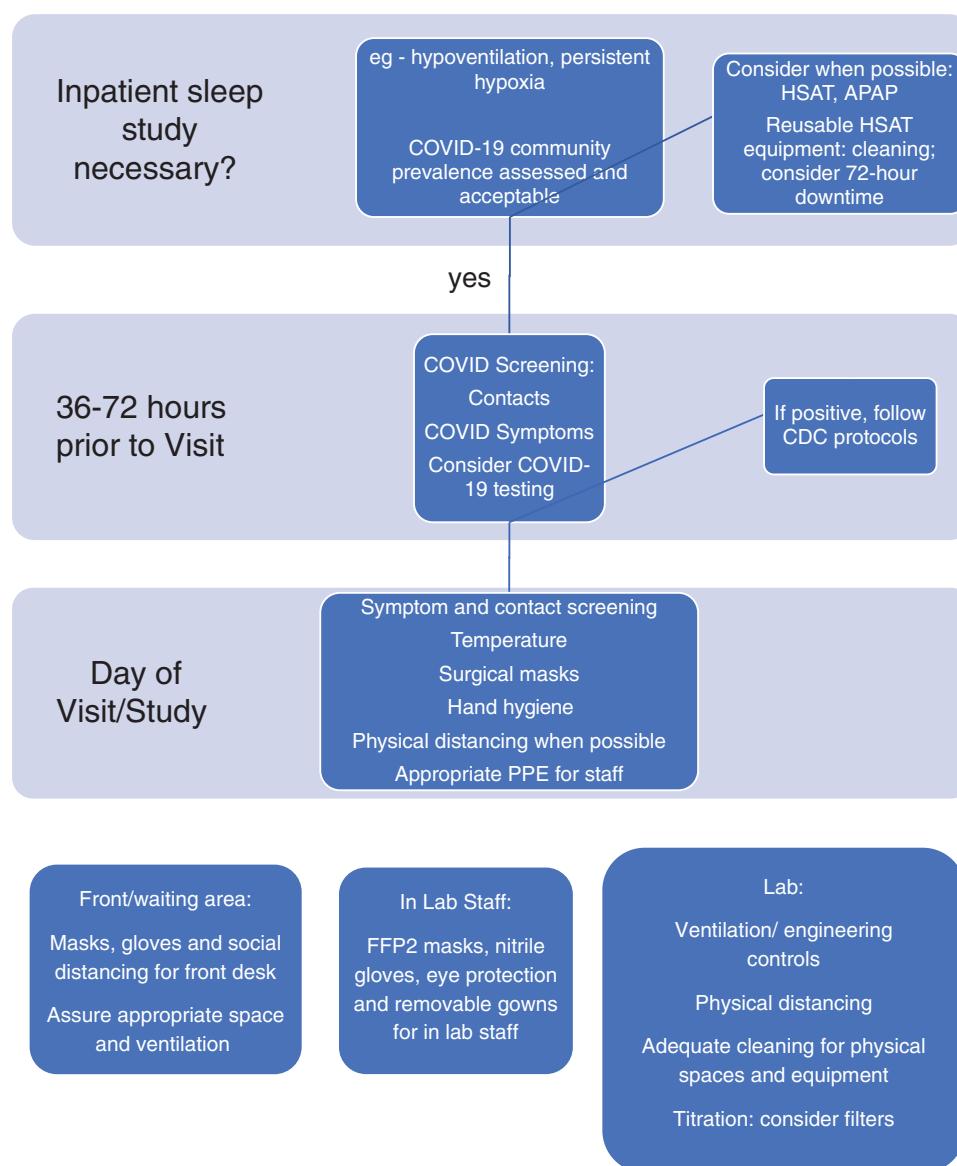 Inpatient sleep
study
necessary?
eg - hypoventilation, persistent
hypoxia
COVID-19 community
prevalence assessed and
acceptable
Consider when possible:
HSAT, APAP
Reusable HSAT
equipment: cleaning;
consider 72-hour
downtime
yes
36-72 hours
prior to Visit
COVID Screening:
Contacts
COVID Symptoms
Consider COVID-
19 testing
If positive, follow
CDC protocols
Day of
Visit/Study
Symptom and contact screening
Temperature
Surgical masks
Hand hygiene
Physical distancing when possible
Appropriate PPE for staff
Front/waiting area:
Masks, gloves and social
distancing for front desk
Assure appropriate space
and ventilation
In Lab Staff:
FFP2 masks, nitrile
gloves, eye protection
and removable gowns
for in lab staff
Lab:
Ventilation/ engineering
controls
Physical distancing
Adequate cleaning for physical
spaces and equipment
Titration: consider filters